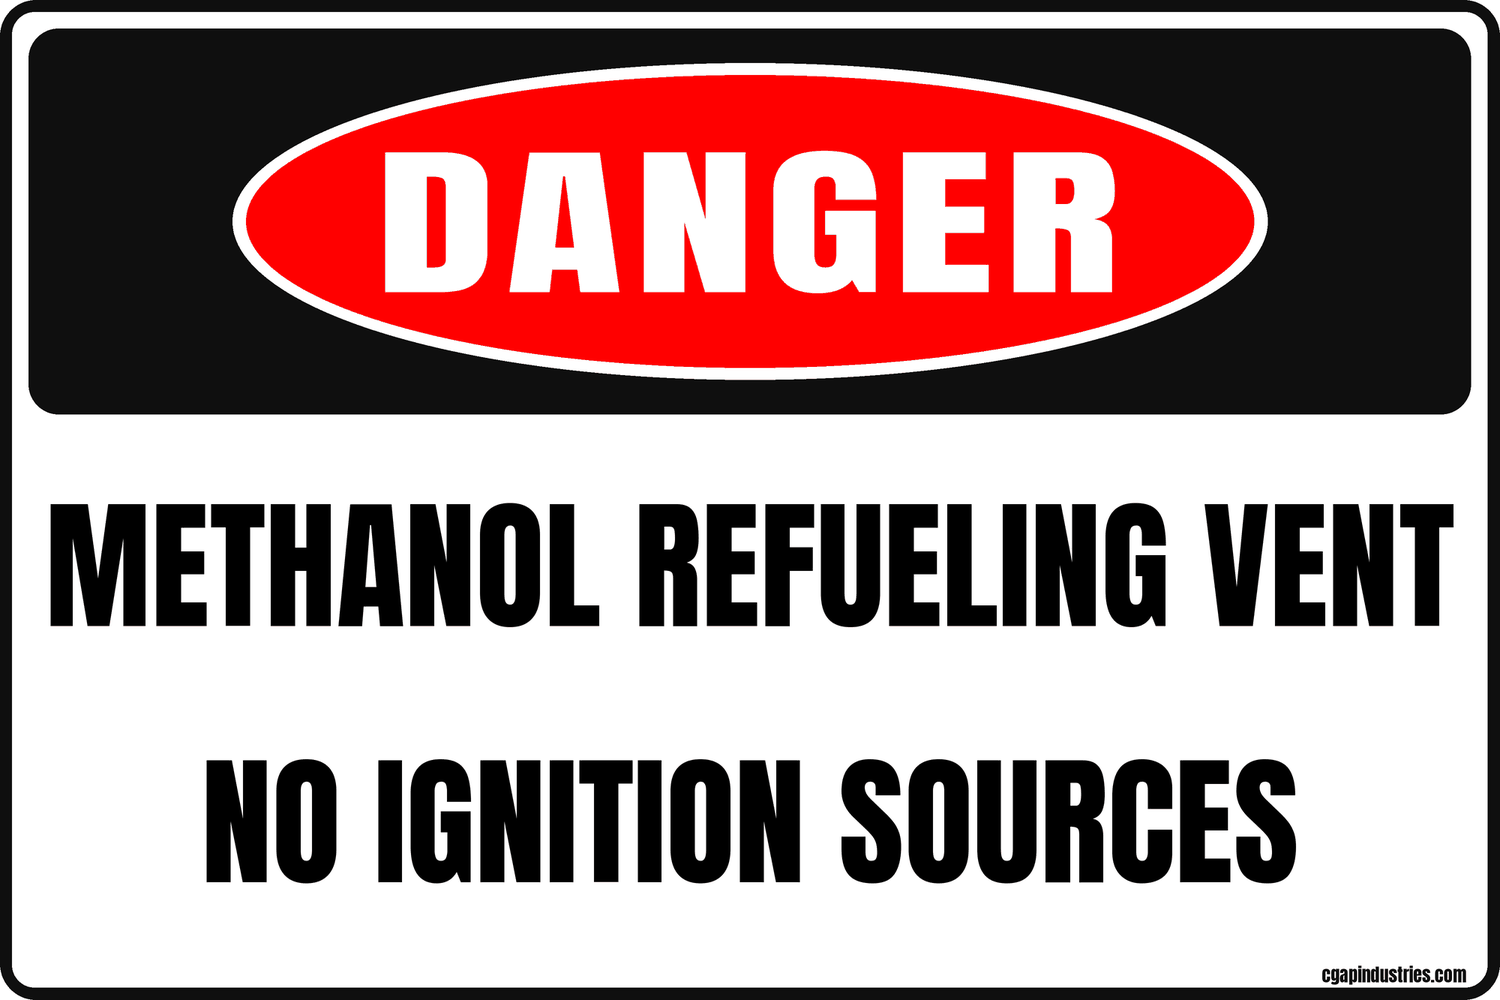 DANGER
METHANOL REFUELING VENT
NO IGNITION SOURCES
cgapindustries.com